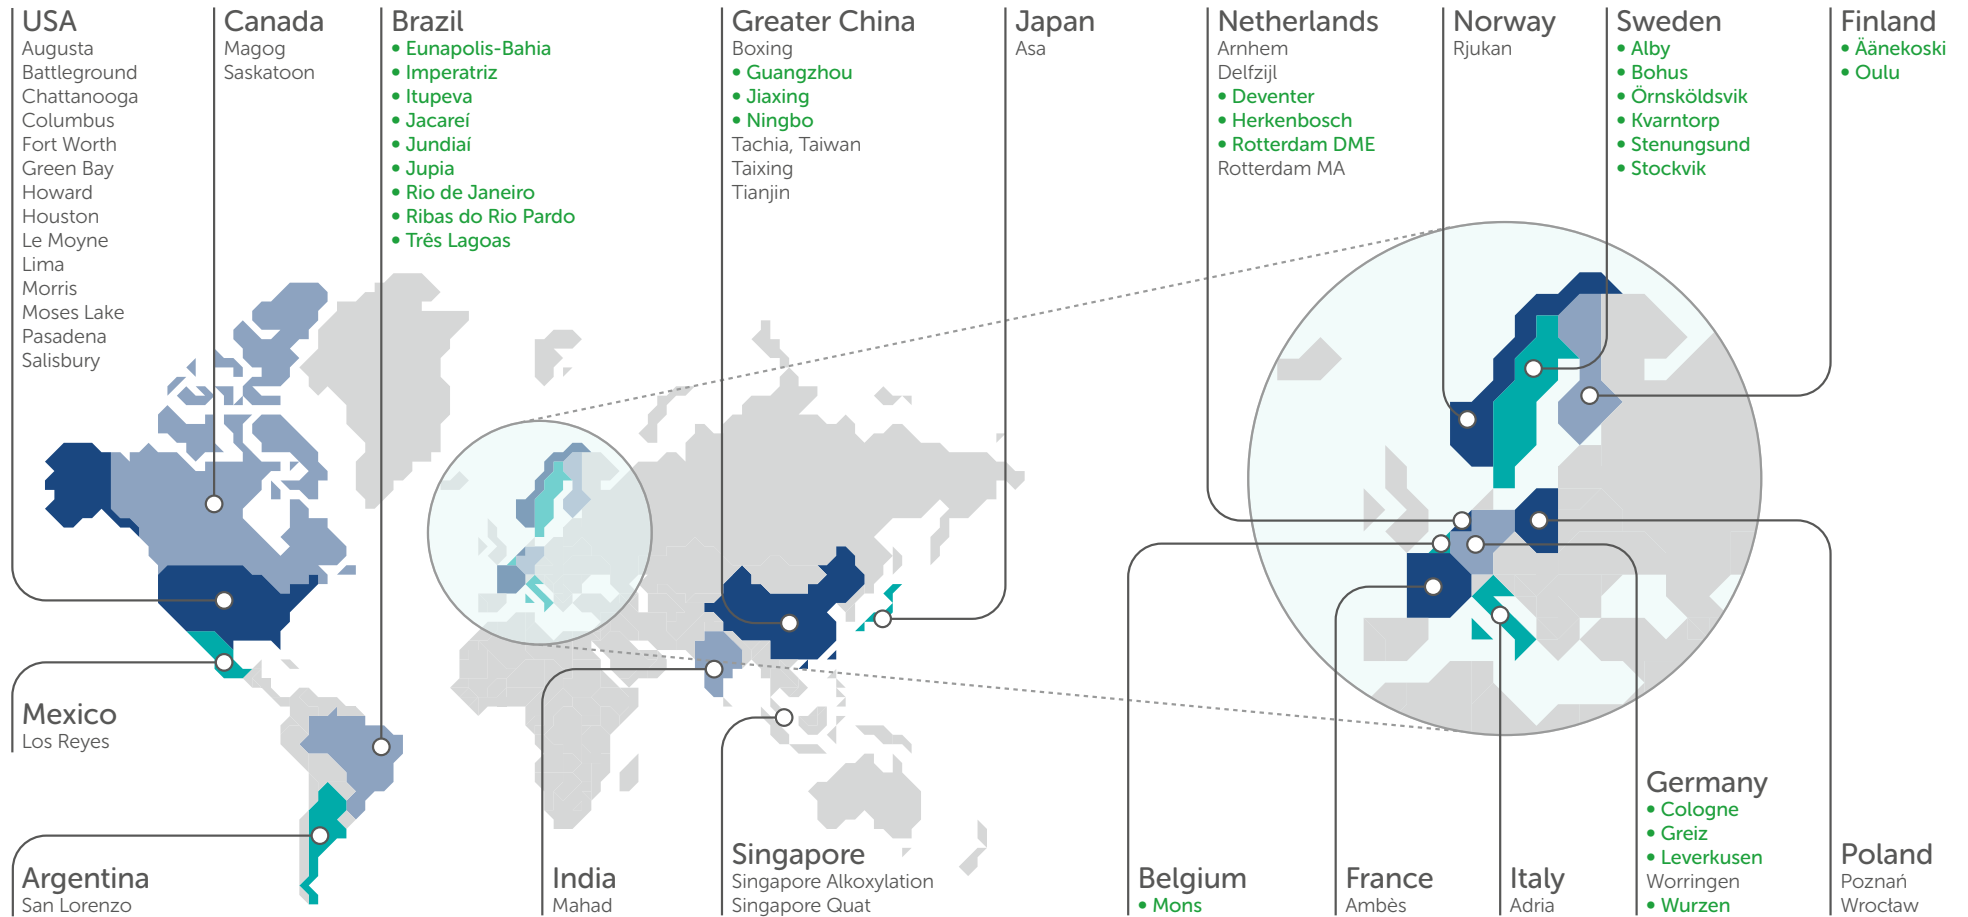 USA
Augusta
Battleground
Chattanooga
Columbus
Fort Worth
Green Bay
Howard
Houston
Le Moyne
Lima
Morris
Moses Lake
Pasadena
Salisbury
Canada
Magog
Saskatoon
Brazil
• Eunapolis-Bahia
• Imperatriz
• Itupeva
• Jacareí
• Jundiaí
• Jupia
• Rio de Janeiro
• Ribas do Rio Pardo
• Três Lagoas
Greater China
Boxing
• Guangzhou
• Jiaxing
• Ningbo
Tachia, Taiwan
Taixing
Tianjin
Japan
Asa
Netherlands
Arnhem
Delfzijl
• Deventer
• Herkenbosch
• Rotterdam DME
Rotterdam MA
Norway
Rjukan
Sweden
• Alby
• Bohus
• Örnsköldsvik
• Kvarntorp
• Stenungsund
• Stockvik
Finland
• Äänekoski
• Oulu
Mexico
Los Reyes
Argentina
San Lorenzo
India
Mahad
Singapore
Singapore Alkoxylation
Singapore Quat
Belgium
• Mons
France
Ambès
Italy
Adria
Germany
• Cologne
• Greiz
• Leverkusen
Worringen
• Wurzen
Poland
Poznań
Wrocław